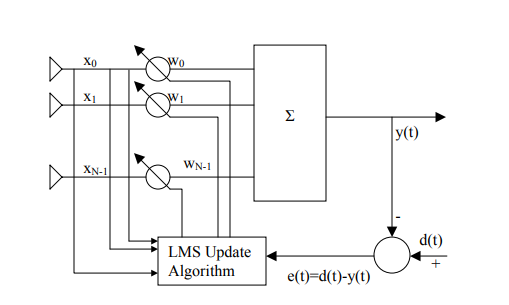 x0 w0
x1 w1
Σ
y(t)
xN-1 wN-1
-
d(t)
+
LMS Update
Algorithm
e(t)=d(t)-y(t)